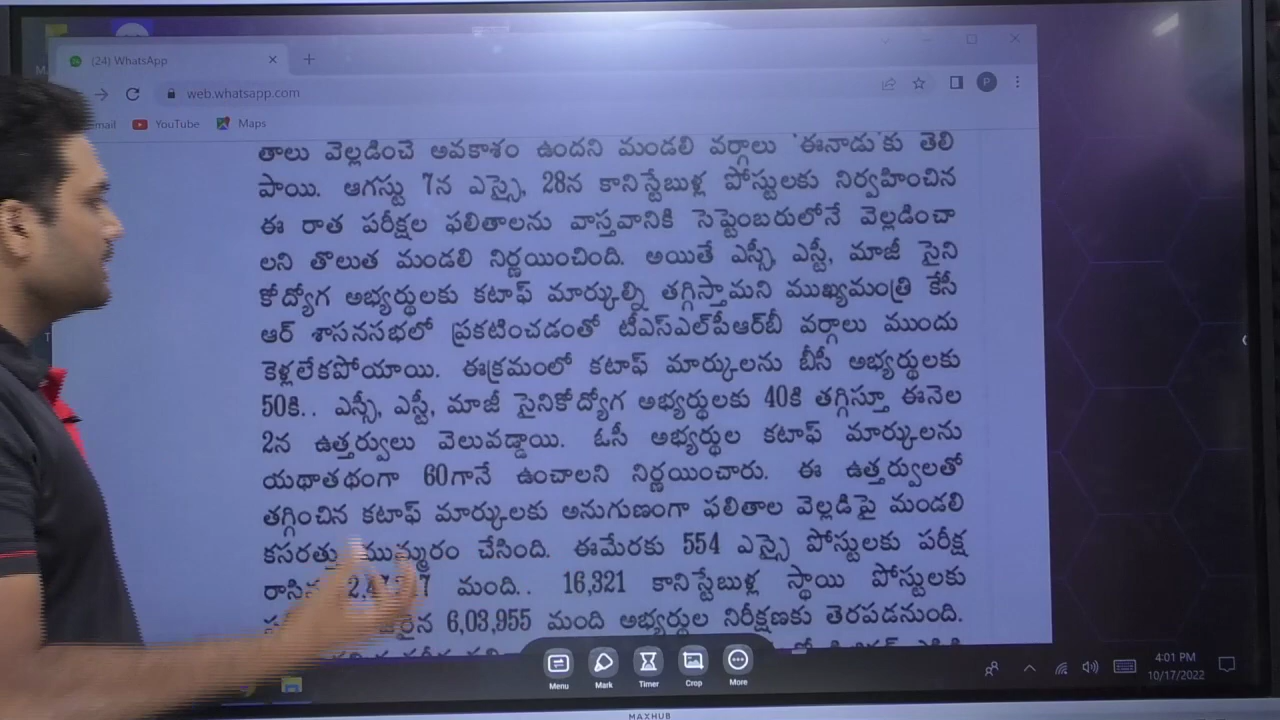 (24) WhatsApp
web.whatsapp.com
YouTube
Maps
తాలు వెల్లడించే అవకాశం ఉందని మండలి వర్గాలు 'ఈనాడు'కు తెలి
పాయి. ఆగస్టు 7న ఎస్సై, 28న కానిస్టేబుళ్ల పోస్టులకు నిర్వహించిన
ఈ రాత పరీక్షల ఫలితాలను వాస్తవానికి సెప్టెంబరులోనే వెల్లడించా
లని తొలుత మండలి నిర్ణయించింది. అయితే ఎస్సీ, ఎస్టీ, మాజీ సైని
కోద్యోగ అభ్యర్థులకు కటాఫ్ మార్కుల్ని తగ్గిస్తామని ముఖ్యమంత్రి కేసీ
ఆర్ శాసనసభలో ప్రకటించడంతో టీఎస్ఎల్‌పీఆర్‌బీ వర్గాలు ముందు
కెళ్లలేకపోయాయి. ఈక్రమంలో కటాఫ్ మార్కులను బీసీ అభ్యర్థులకు
50కి.. ఎస్సీ, ఎస్టీ, మాజీ సైనికోద్యోగ అభ్యర్థులకు 40కి తగ్గిస్తూ ఈనెల
2న ఉత్తర్వులు వెలువడ్డాయి. ఓసీ అభ్యర్థుల కటాఫ్ మార్కులను
యథాతథంగా 60గానే ఉంచాలని నిర్ణయించారు. ఈ ఉత్తర్వులతో
తగ్గించిన కటాఫ్ మార్కులకు అనుగుణంగా ఫలితాల వెల్లడిపై మండలి
కసరత్తు ముమ్మరం చేసింది. ఈమేరకు 554 ఎస్సై పోస్టులకు పరీక్ష
రాసిన మంది.. 16,321 కానిస్టేబుళ్ల స్థాయి పోస్టులకు
6,03,955 మంది అభ్యర్థుల నిరీక్షణకు తెరపడనుంది.
Menu
Mark
Timer
Crop
More
4:01 PM
10/17/2022
MAXHUB